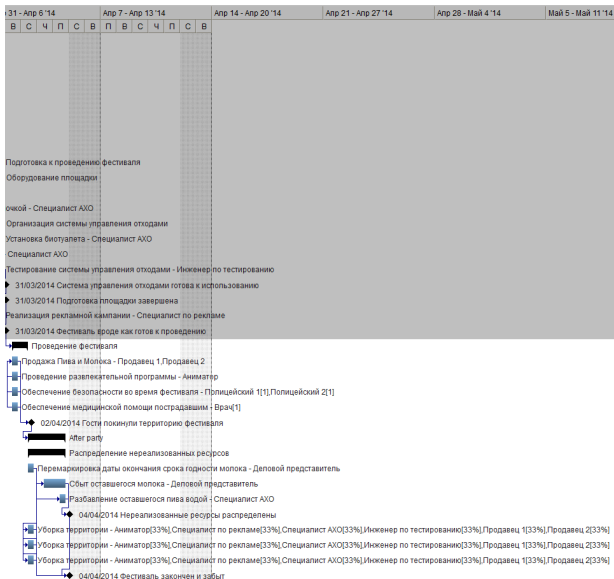 31 - Апр 6 '14 Апр 7 - Апр 13 '14 Апр 14 - Апр 20 '14 Апр 21 - Апр 27 '14 Апр 28 - Май 4 '14 Май 5 - Май 11 '14
В С Ч П С В П В С Ч П С В
Подготовка к проведению фестиваля
Оборудование площадки
очкой - Специалист АХО
Организация системы управления отходами
Установка биотуалета - Специалист АХО
Специалист АХО
Тестирование системы управления отходами - Инженер по тестированию
31/03/2014 Система управления отходами готова к использованию
31/03/2014 Подготовка площадки завершена
Реализация рекламной кампании - Специалист по рекламе
31/03/2014 Фестиваль вроде как готов к проведению
Проведение фестиваля
Продажа Пива и Молока - Продавец 1,Продавец 2
Проведение развлекательной программы - Аниматор
Обеспечение безопасности во время фестиваля - Полицейский 1[1],Полицейский 2[1]
Обеспечение медицинской помощи пострадавшим - Врач[1]
02/04/2014 Гости покинули территорию фестиваля
After party
Распределение нереализованных ресурсов
Перемаркировка даты окончания срока годности молока - Деловой представитель
Сбыт оставшегося молока - Деловой представитель
Разбавление оставшегося пива водой - Специалист АХО
04/04/2014 Нереализованные ресурсы распределены
Уборка территории - Аниматор[33%],Специалист по рекламе[33%],Специалист АХО[33%],Инженер по тестированию[33%],Продавец 1[33%],Продавец 2[33%]
Уборка территории - Аниматор[33%],Специалист по рекламе[33%],Специалист АХО[33%],Инженер по тестированию[33%],Продавец 1[33%],Продавец 2[33%]
Уборка территории - Аниматор[33%],Специалист по рекламе[33%],Специалист АХО[33%],Инженер по тестированию[33%],Продавец 1[33%],Продавец 2[33%]
04/04/2014 Фестиваль закончен и забыт